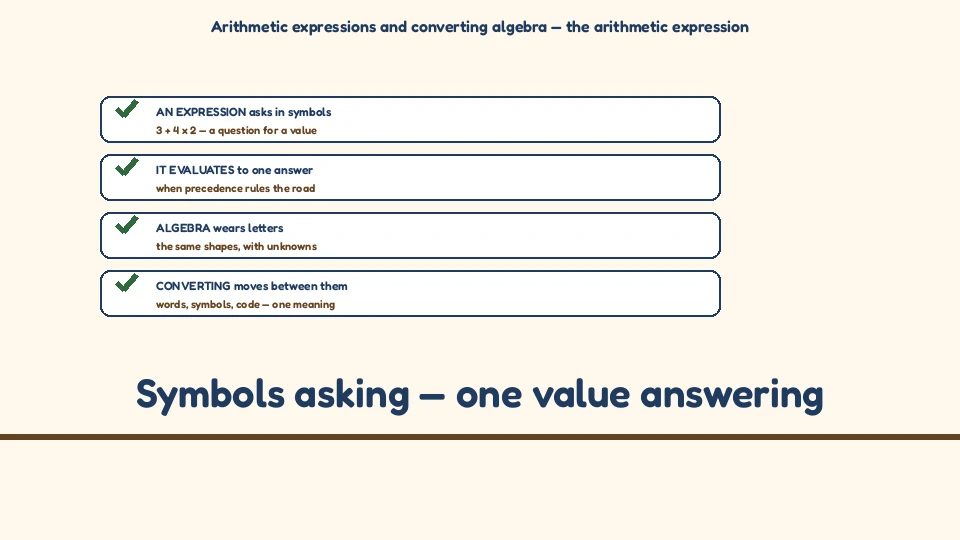 Arithmetic expressions and converting algebra — the arithmetic expression
AN EXPRESSION asks in symbols
3 + 4 x 2 — a question for a value
IT EVALUATES to one answer
when precedence rules the road
ALGEBRA wears letters
the same shapes, with unknowns
CONVERTING moves between them
words, symbols, code — one meaning
Symbols asking — one value answering